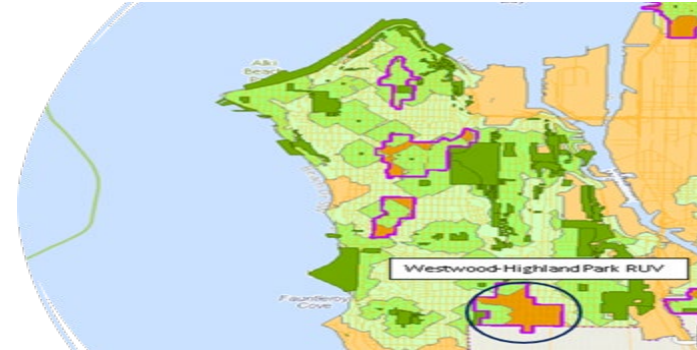 Alki
Beach
Westwood-Highland Park RUV
Fauntleroy
Cove